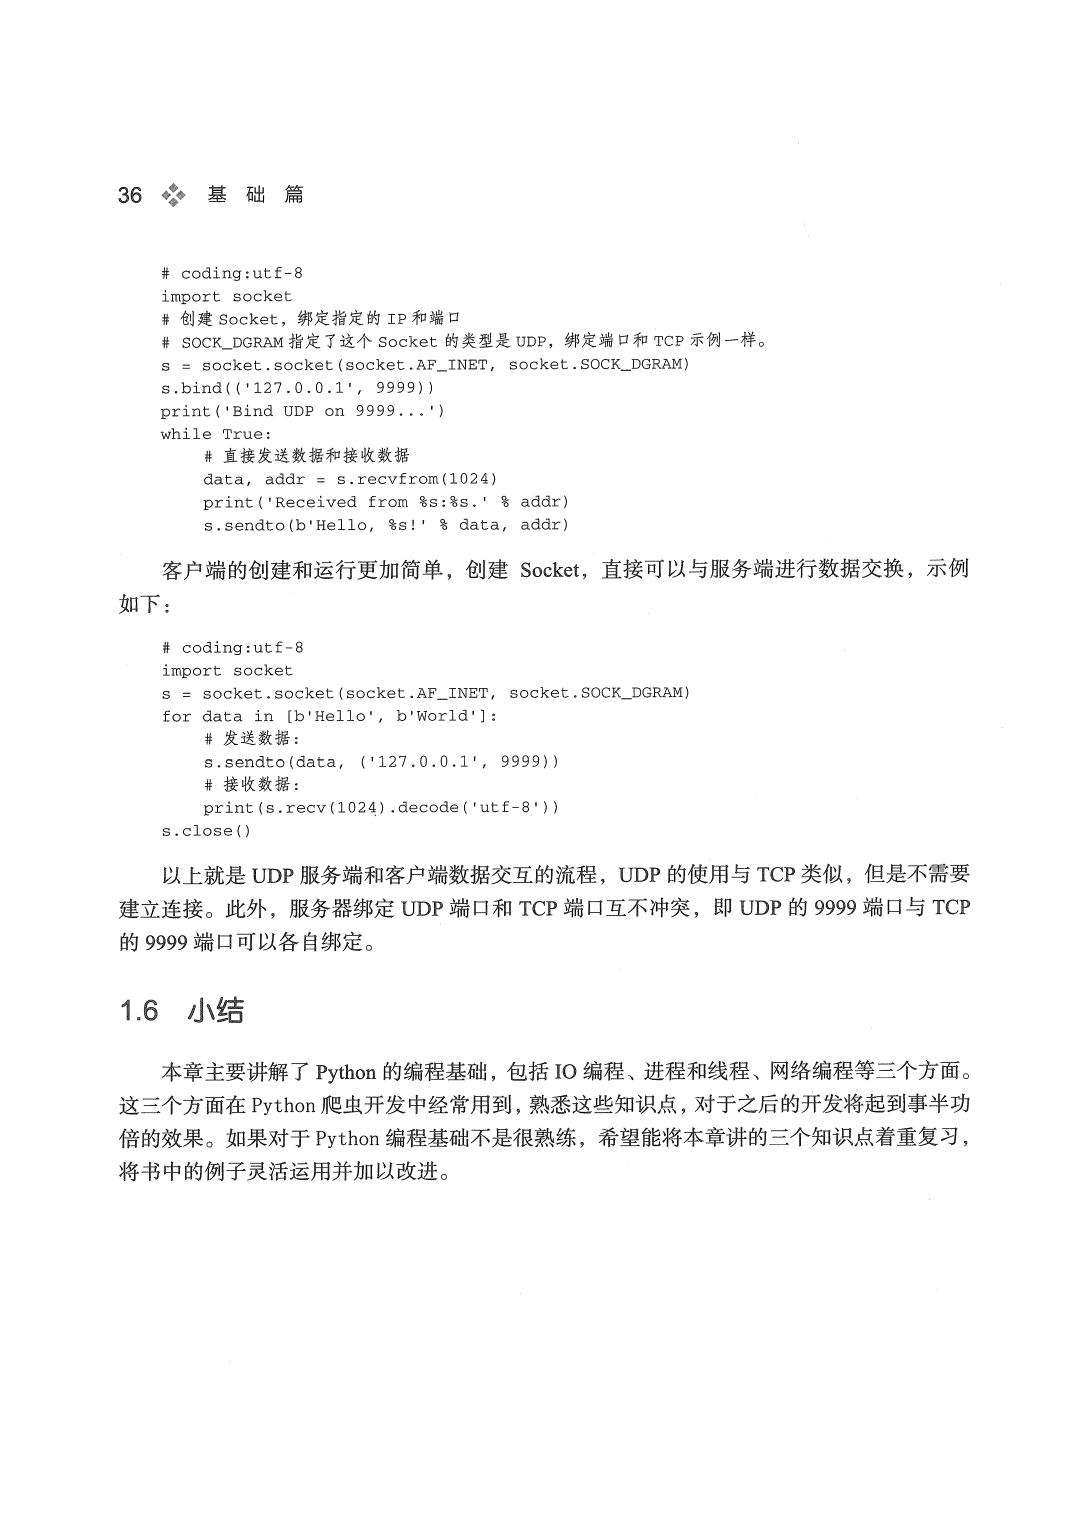 36 基 础 篇
# coding:utf-8
import socket
# 创建 Socket，绑定指定的 IP 和端口
# SOCK_DGRAM 指定了这个 Socket 的类型是 UDP，绑定端口和 TCP 示例一样。
s = socket.socket(socket.AF_INET, socket.SOCK_DGRAM)
s.bind(('127.0.0.1', 9999))
print('Bind UDP on 9999...')
while True:
    # 直接发送数据和接收数据
    data, addr = s.recvfrom(1024)
    print('Received from %s:%s.' % addr)
    s.sendto(b'Hello, %s!' % data, addr)
客户端的创建和运行更加简单，创建 Socket，直接可以与服务端进行数据交换，示例
如下：
# coding:utf-8
import socket
s = socket.socket(socket.AF_INET, socket.SOCK_DGRAM)
for data in [b'Hello', b'World']:
    # 发送数据：
    s.sendto(data, ('127.0.0.1', 9999))
    # 接收数据：
    print(s.recv(1024).decode('utf-8'))
s.close()
以上就是 UDP 服务端和客户端数据交互的流程，UDP 的使用与 TCP 类似，但是不需要
建立连接。此外，服务器绑定 UDP 端口和 TCP 端口互不冲突，即 UDP 的 9999 端口与 TCP
的 9999 端口可以各自绑定。
1.6 小结
本章主要讲解了 Python 的编程基础，包括 IO 编程、进程和线程、网络编程等三个方面。
这三个方面在 Python 爬虫开发中经常用到，熟悉这些知识点，对于之后的开发将起到事半功
倍的效果。如果对于 Python 编程基础不是很熟练，希望能将本章讲的三个知识点着重复习，
将书中的例子灵活运用并加以改进。